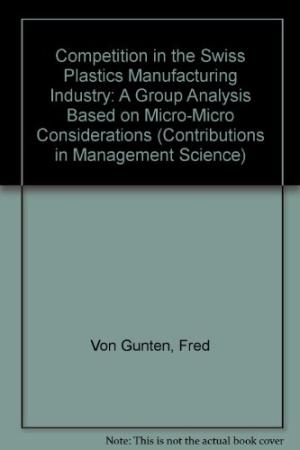 Competition in the Swiss
Plastics Manufacturing
Industry: A Group Analysis
Based on Micro-Micro
Considerations (Contributions
in Management Science)
Von Gunten, Fred
Note: This is not the actual book cover